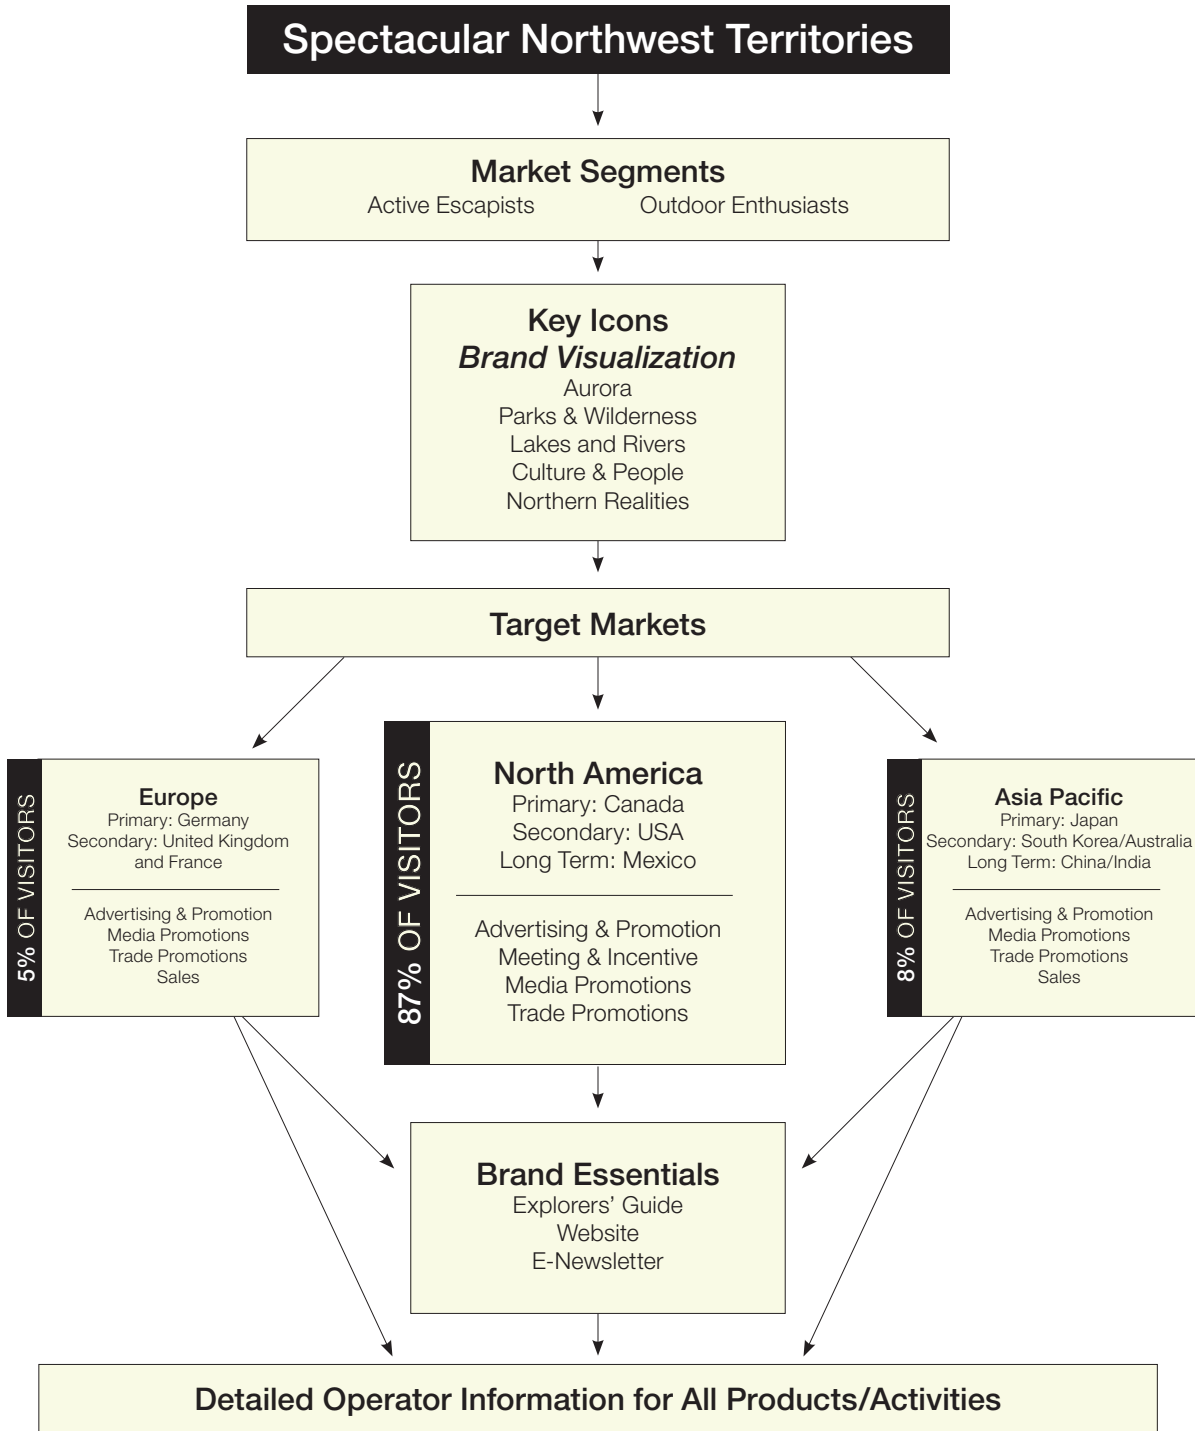 Spectacular Northwest Territories
Market Segments
Active Escapists
Outdoor Enthusiasts
Key Icons
Brand Visualization
Aurora
Parks & Wilderness
Lakes and Rivers
Culture & People
Northern Realities
Target Markets
5% OF VISITORS
Europe
Primary: Germany
Secondary: United Kingdom
and France
Advertising & Promotion
Media Promotions
Trade Promotions
Sales
87% OF VISITORS
North America
Primary: Canada
Secondary: USA
Long Term: Mexico
Advertising & Promotion
Meeting & Incentive
Media Promotions
Trade Promotions
8% OF VISITORS
Asia Pacific
Primary: Japan
Secondary: South Korea/Australia
Long Term: China/India
Advertising & Promotion
Media Promotions
Trade Promotions
Sales
Brand Essentials
Explorers’ Guide
Website
E-Newsletter
Detailed Operator Information for All Products/Activities